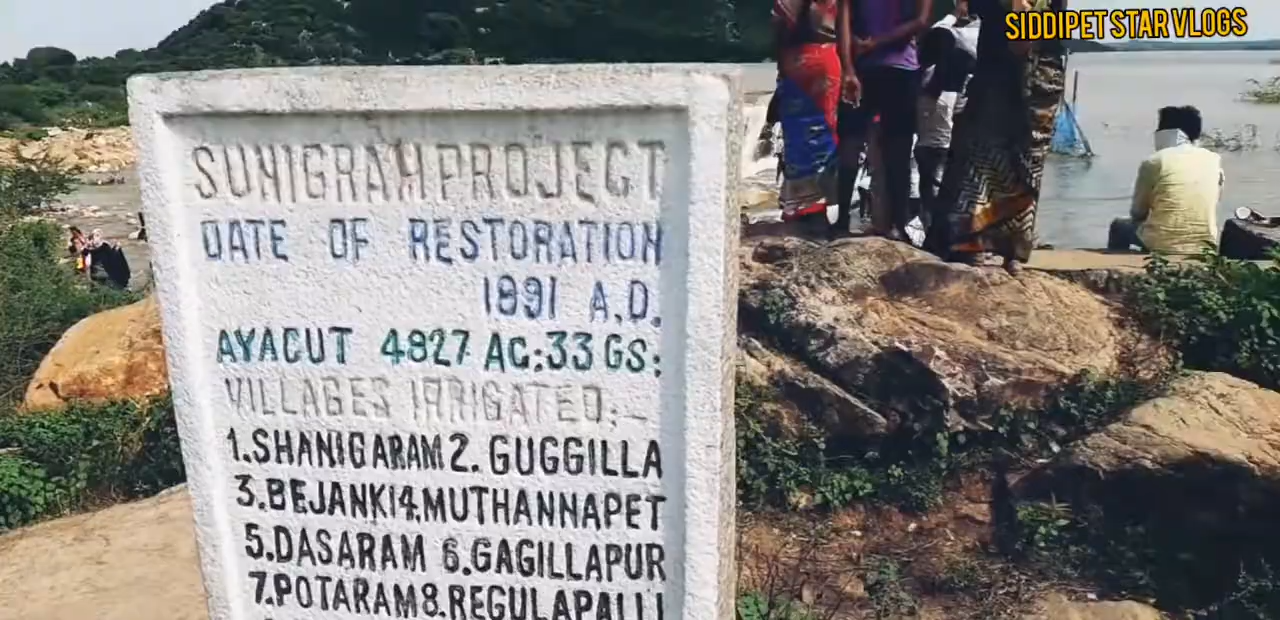 SIDDIPET STAR VLOGS
SUNIGRAM PROJECT
DATE OF RESTORATION
1891 A.D.
AYACUT 4827 AC:33 GS:
VILLAGES IRRIGATED:-
1.SHANIGARAM 2. GUGGILLA
3.BEJANKI 4.MUTHANNAPET
5.DASARAM 6.GAGILLAPUR
7.POTARAM 8.REGULAPALLI